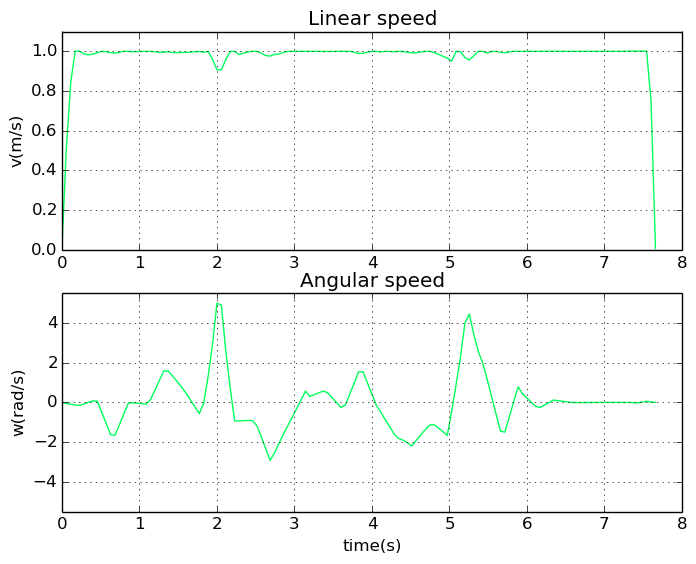 Linear speed
v(m/s)
1.0
0.8
0.6
0.4
0.2
0.0
0 1 2 3 4 5 6 7 8
Angular speed
w(rad/s)
4
2
0
−2
−4
0 1 2 3 4 5 6 7 8
time(s)